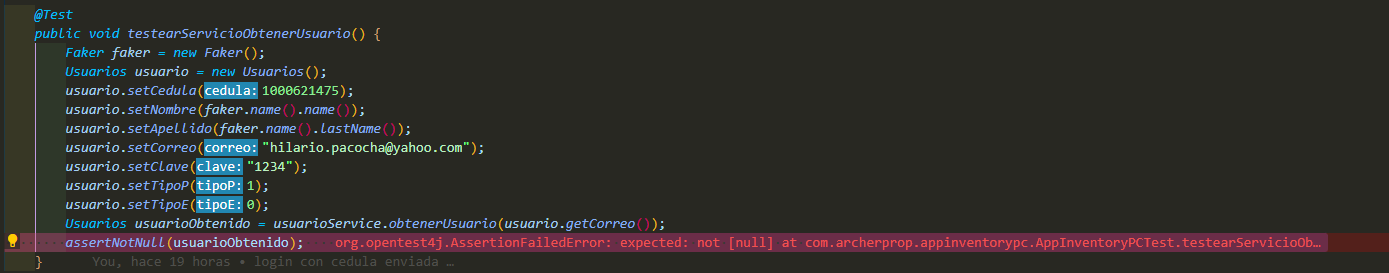 @Test
public void testearServicioObtenerUsuario() {
Faker faker = new Faker();
Usuarios usuario = new Usuarios();
usuario.setCedula(cedula: 1000621475);
usuario.setNombre(faker.name().name());
usuario.setApellido(faker.name().lastName());
usuario.setCorreo(correo: "hilario.pacocha@yahoo.com");
usuario.setClave(clave: "1234");
usuario.setTipoP(tipoP: 1);
usuario.setTipoE(tipoE: 0);
Usuarios usuarioObtenido = usuarioService.obtenerUsuario(usuario.getCorreo());
assertNotNull(usuarioObtenido); org.opentest4j.AssertionFailedError: expected: not [null] at com.archerprop.appinventorypc.AppInventoryPCTest.testearServicioOb…
} You, hace 19 horas • login con cedula enviada …